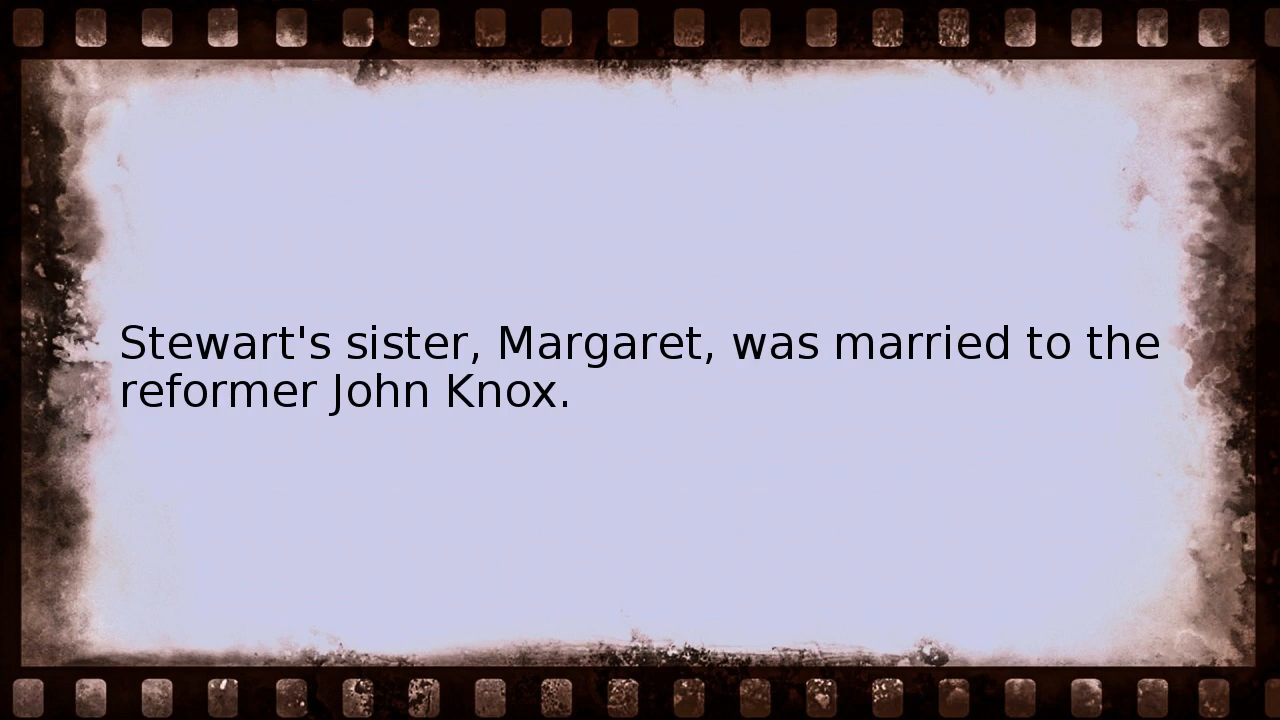 Stewart's sister, Margaret, was married to the
reformer John Knox.